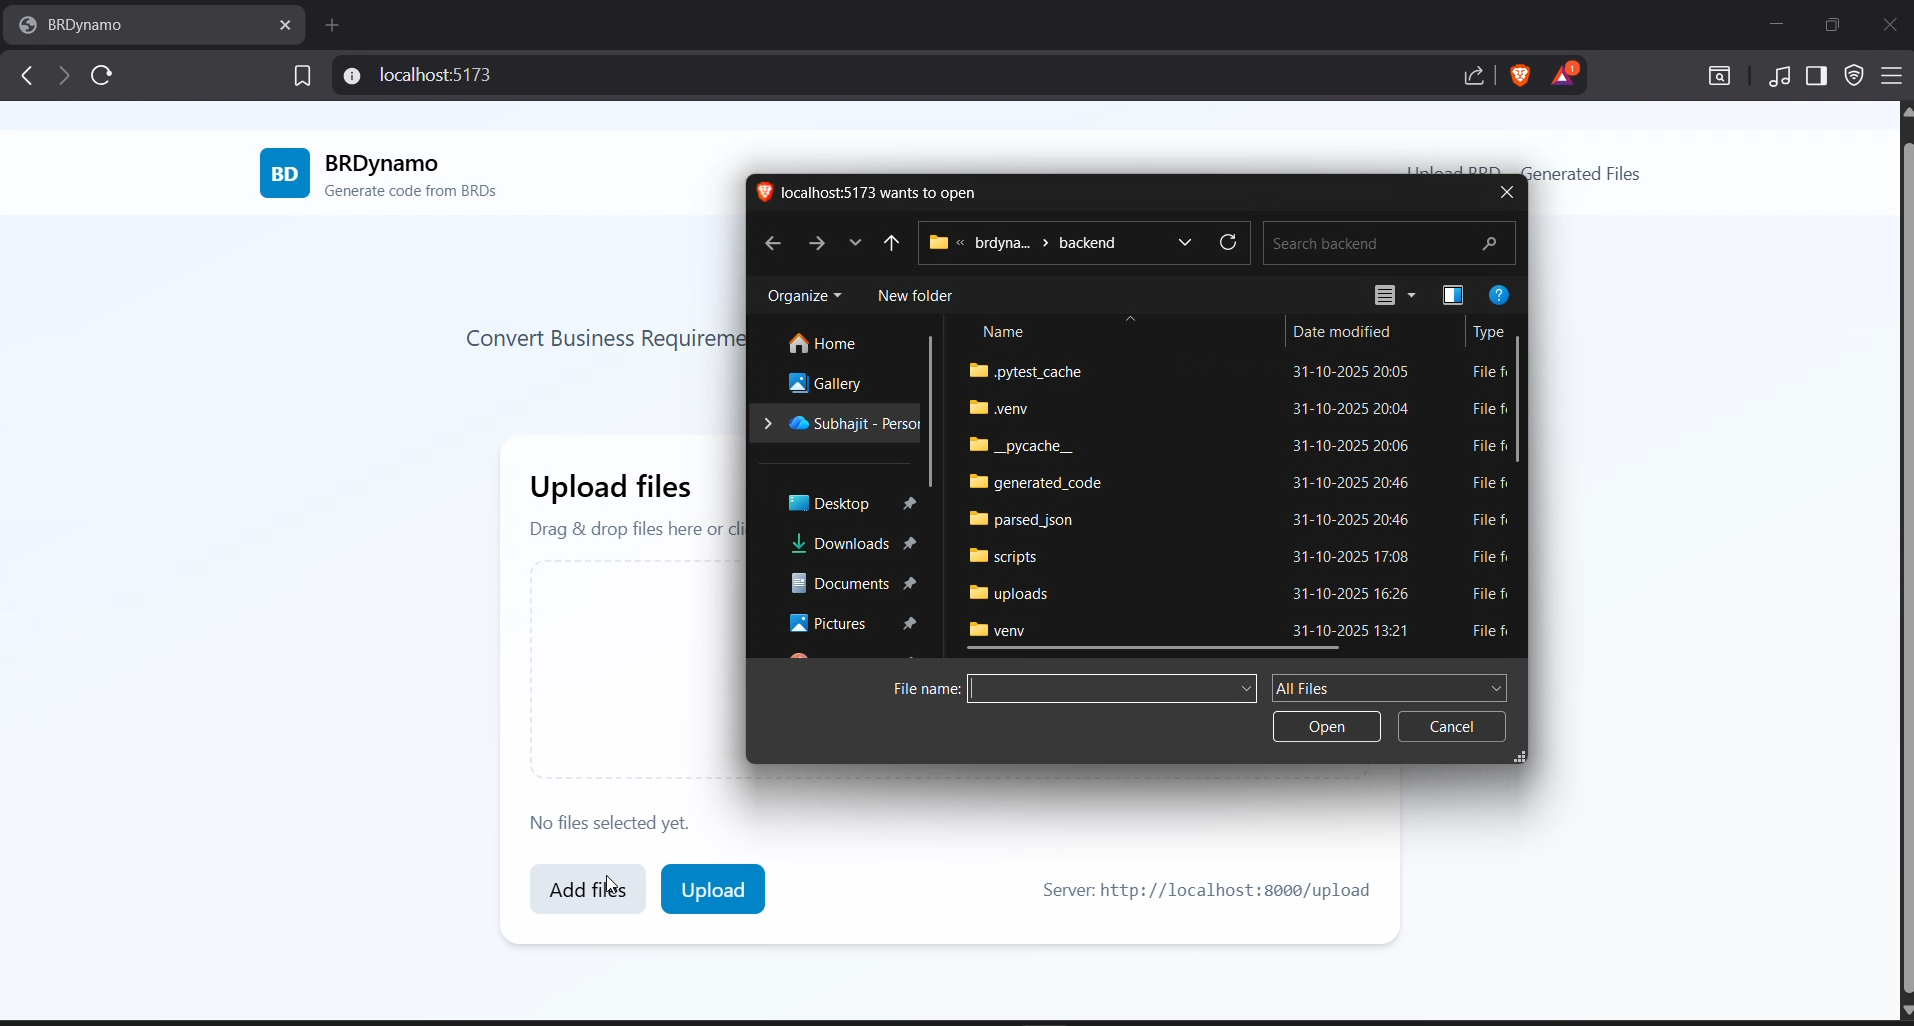 BRDynamo
localhost:5173
1
BD
BRDynamo
Generate code from BRDs
Upload BRD
Generated Files
Convert Business Requireme
Upload files
Drag & drop files here or cli
No files selected yet.
Add files
Upload
Server: http://localhost:8000/upload
localhost:5173 wants to open
« brdyna... › backend
Search backend
Organize
New folder
?
Home
Gallery
Subhajit - Person
Desktop
Downloads
Documents
Pictures
Name Date modified Type
.pytest_cache 31-10-2025 20:05 File f
.venv 31-10-2025 20:04 File f
__pycache__ 31-10-2025 20:06 File f
generated_code 31-10-2025 20:46 File f
parsed_json 31-10-2025 20:46 File f
scripts 31-10-2025 17:08 File f
uploads 31-10-2025 16:26 File f
venv 31-10-2025 13:21 File f
File name:
All Files
Open
Cancel